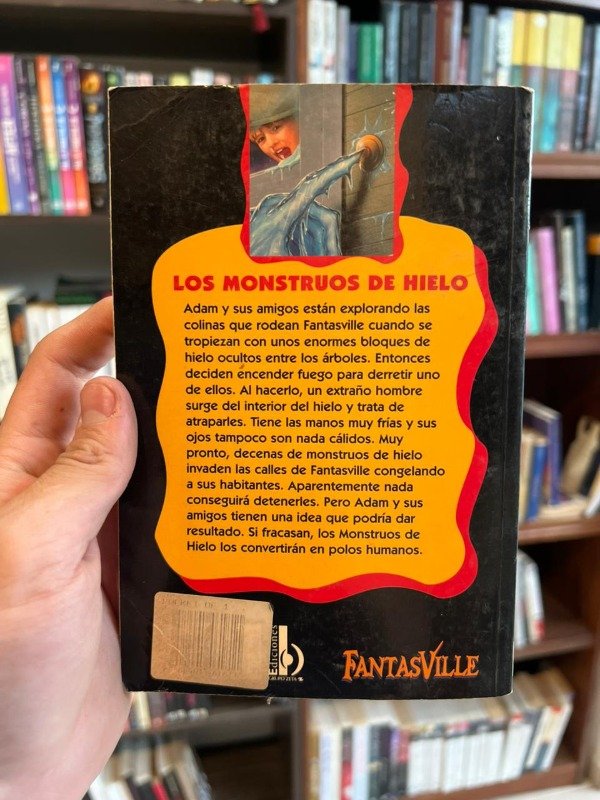 LOS MONSTRUOS DE HIELO
Adam y sus amigos están explorando las
colinas que rodean Fantasville cuando se
tropiezan con unos enormes bloques de
hielo ocultos entre los árboles. Entonces
deciden encender fuego para derretir uno
de ellos. Al hacerlo, un extraño hombre
surge del interior del hielo y trata de
atraparles. Tiene las manos muy frías y sus
ojos tampoco son nada cálidos. Muy
pronto, decenas de monstruos de hielo
invaden las calles de Fantasville congelando
a sus habitantes. Aparentemente nada
conseguirá detenerles. Pero Adam y sus
amigos tienen una idea que podría dar
resultado. Si fracasan, los Monstruos de
Hielo los convertirán en polos humanos.
Ediciones
b
GRUPO ZETA
FANTASVILLE